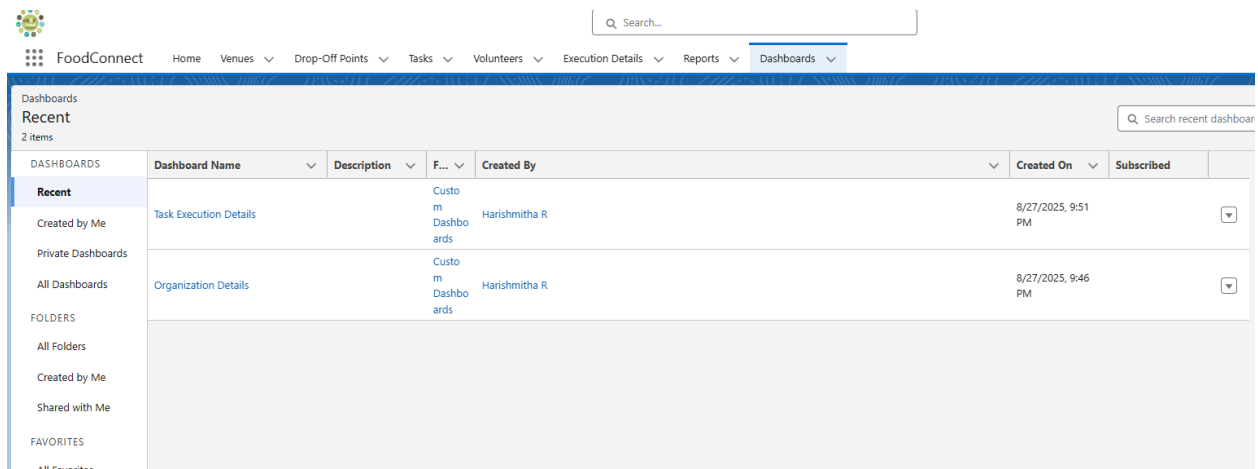 Search...
FoodConnect Home Venues Drop-Off Points Tasks Volunteers Execution Details Reports Dashboards
Dashboards
Recent
2 items
Search recent dashboar
DASHBOARDS
Recent
Created by Me
Private Dashboards
All Dashboards
FOLDERS
All Folders
Created by Me
Shared with Me
FAVORITES
All Favorites
Dashboard Name Description F... Created By Created On Subscribed
Task Execution Details
Custo
m
Dashbo
ards
Harishmitha R
8/27/2025, 9:51
PM
Organization Details
Custo
m
Dashbo
ards
Harishmitha R
8/27/2025, 9:46
PM